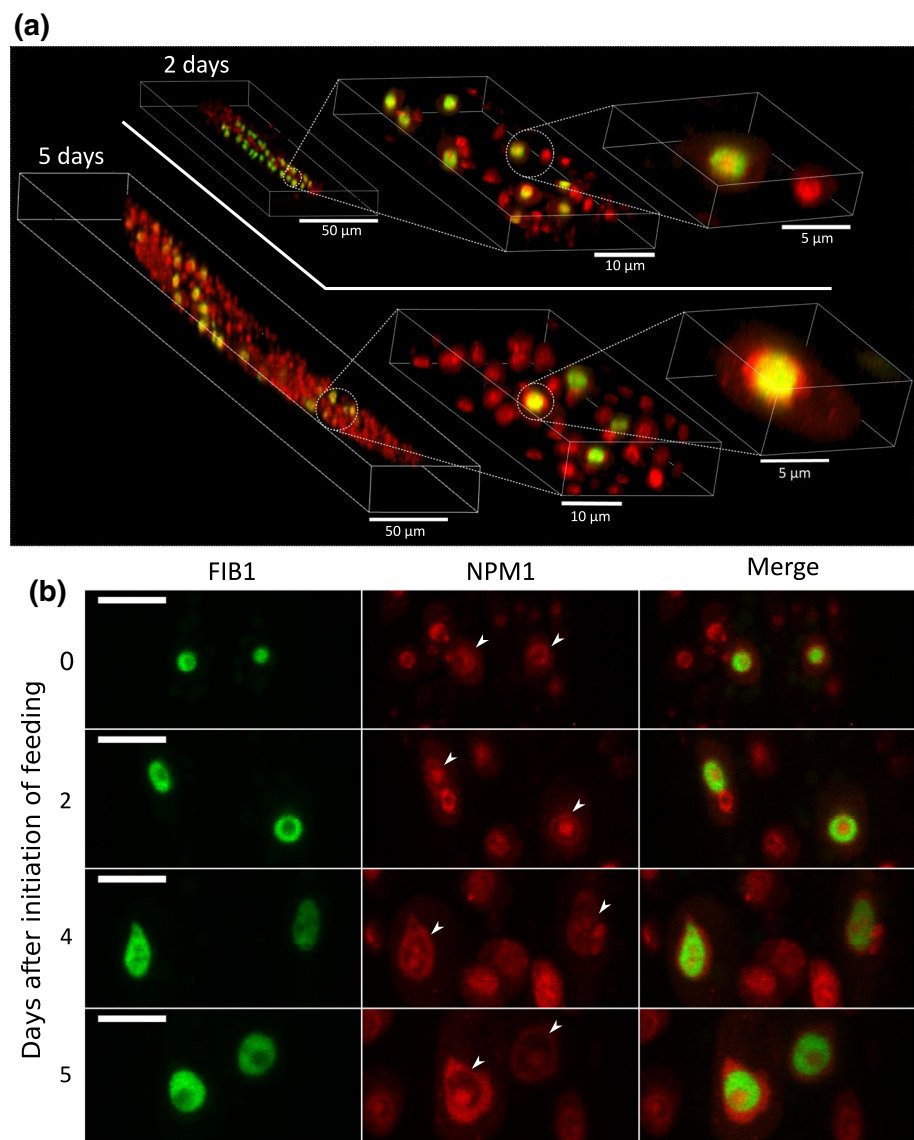 (a)
2 days
5 days
50 µm
10 µm
5 µm
50 µm
10 µm
5 µm
(b)
FIB1 NPM1 Merge
Days after initiation of feeding
0
2
4
5